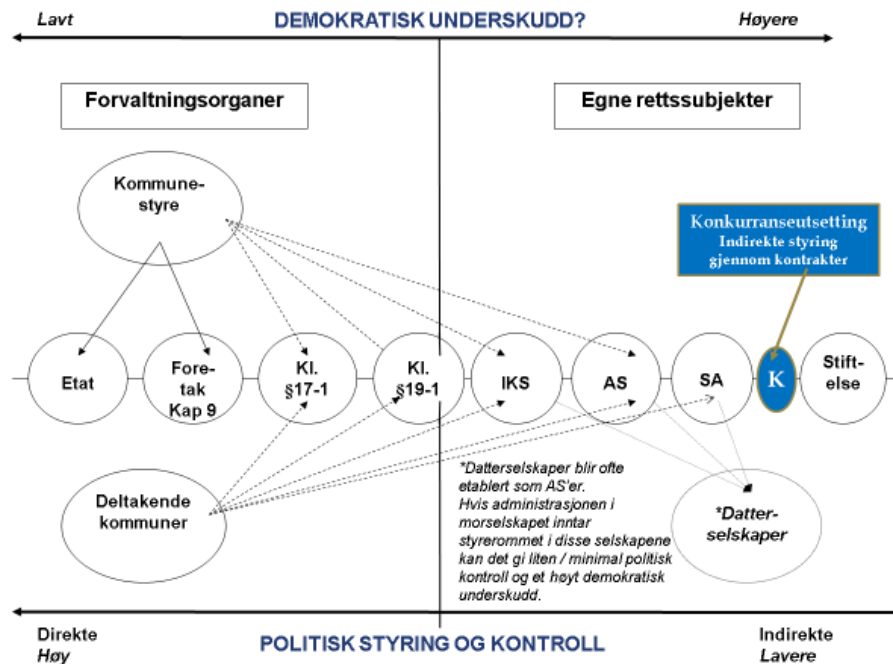 DEMOKRATISK UNDERSKUDD?
Lavt
Høyere
Forvaltningsorganer
Egne rettssubjekter
Kommune-
styre
Konkurranseutsetting
Indirekte styring
gjennom kontrakter
Etat
Fore-
tak
Kap 9
Kl.
§17-1
Kl.
§19-1
IKS
AS
SA
K
Stift-
else
Deltakende
kommuner
*Datterselskaper blir ofte
etablert som AS'er.
Hvis administrasjonen i
morselskapet inntar
styrerommet i disse selskapene
kan det gi liten / minimal politisk
kontroll og et høyt demokratisk
underskudd.
*Datter-
selskaper
Direkte
Høy
POLITISK STYRING OG KONTROLL
Indirekte
Lavere